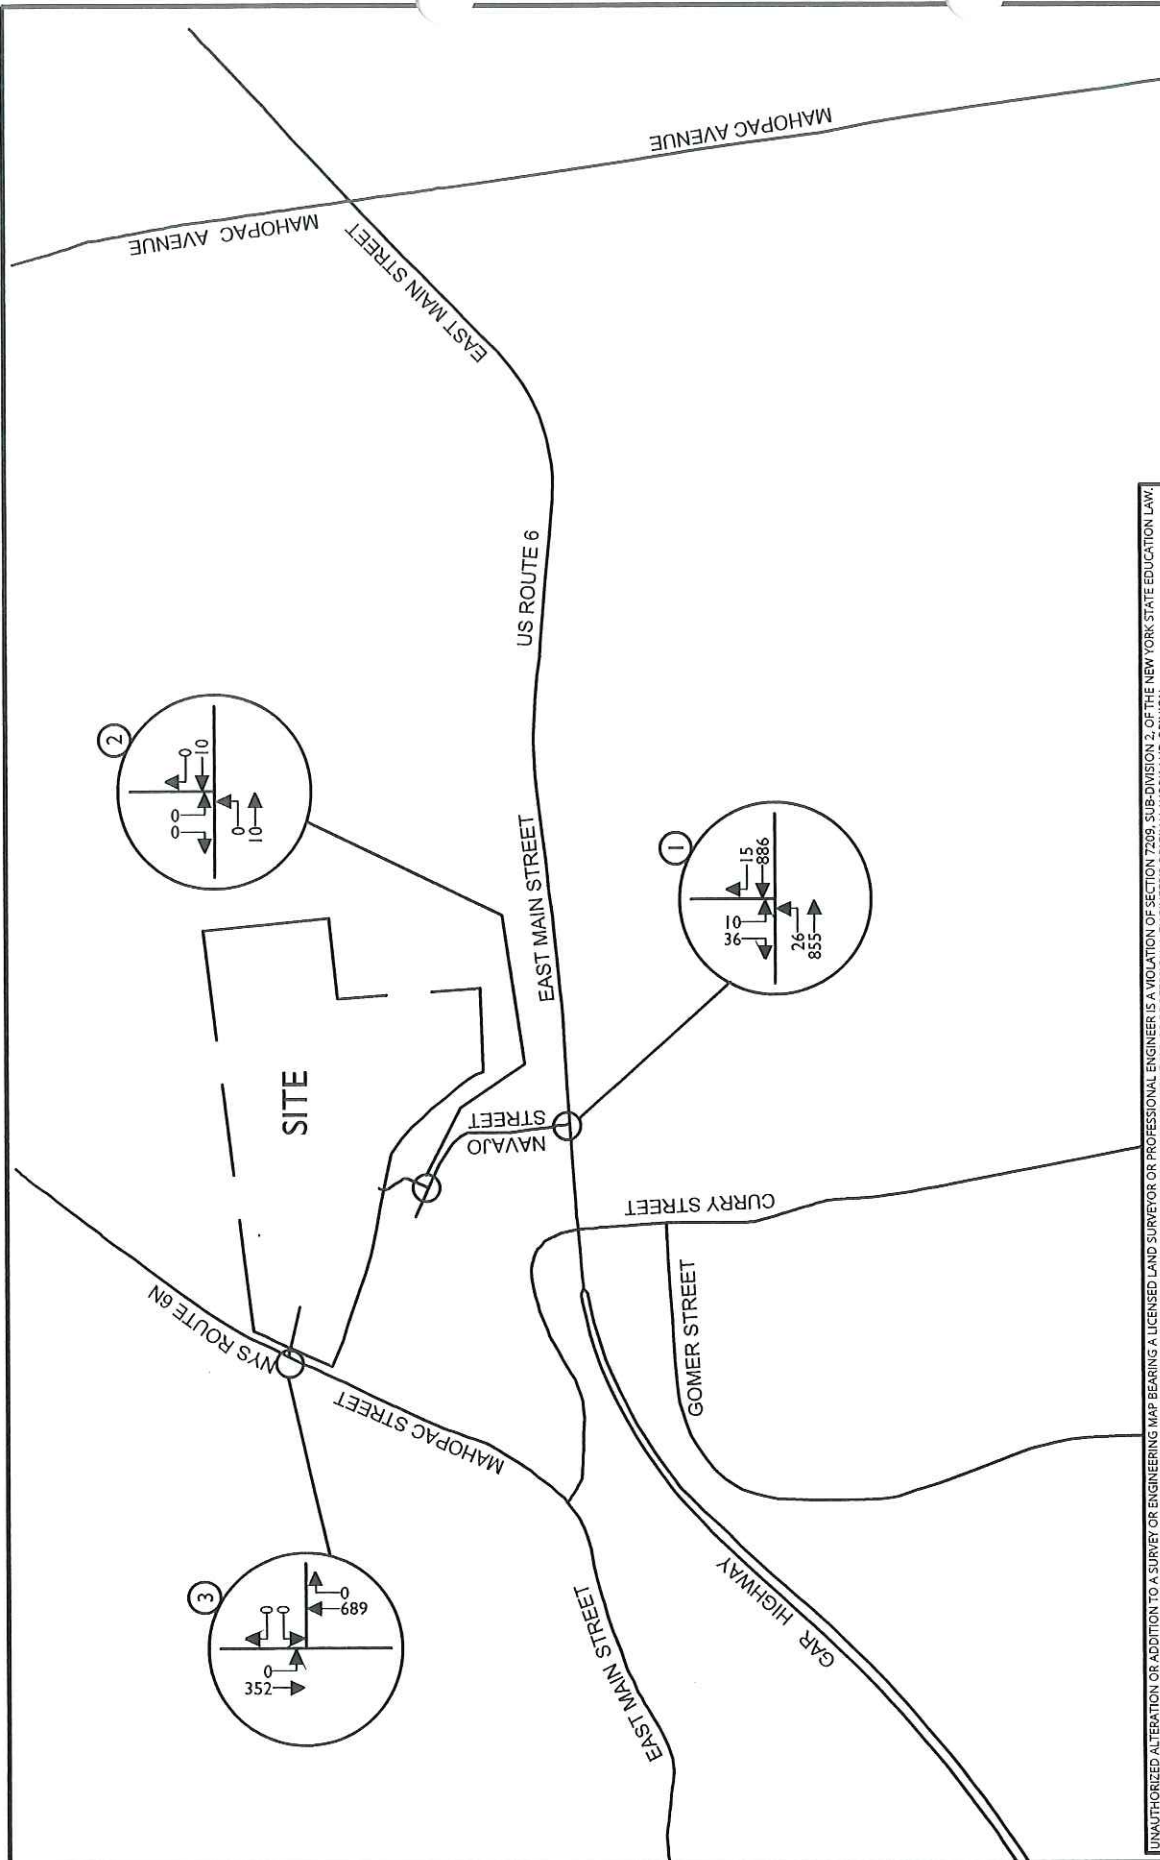 MAHOPAC AVENUE
MAHOPAC AVENUE
EAST MAIN STREET
US ROUTE 6
EAST MAIN STREET
NAVAJO
STREET
SITE
NYS ROUTE 6N
MAHOPAC STREET
CURRY STREET
GOMER STREET
GAR HIGHWAY
EAST MAIN STREET
1
15
886
10
36
26
855
2
0
10
0
0
0
10
3
0
0
0
352
0
689
UNAUTHORIZED ALTERATION OR ADDITION TO A SURVEY OR ENGINEERING MAP BEARING A LICENSED LAND SURVEYOR OR PROFESSIONAL ENGINEER IS A VIOLATION OF SECTION 7209, SUB-DIVISION 2, OF THE NEW YORK STATE EDUCATION LAW.